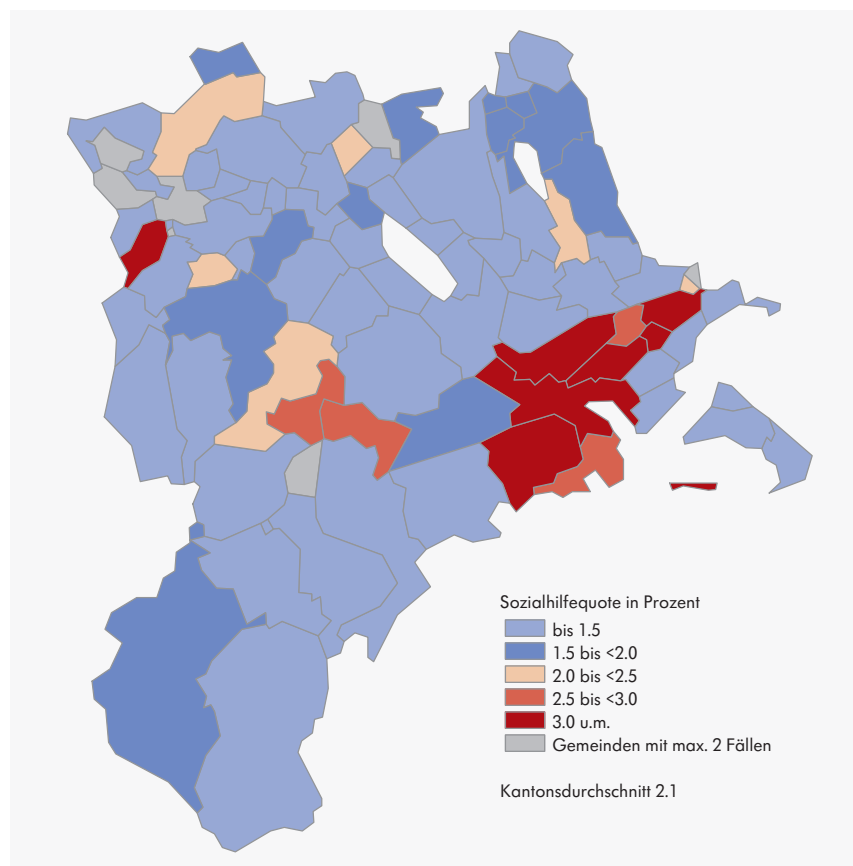 Sozialhilfequote in Prozent
bis 1.5
1.5 bis <2.0
2.0 bis <2.5
2.5 bis <3.0
3.0 u.m.
Gemeinden mit max. 2 Fällen
Kantonsdurchschnitt 2.1